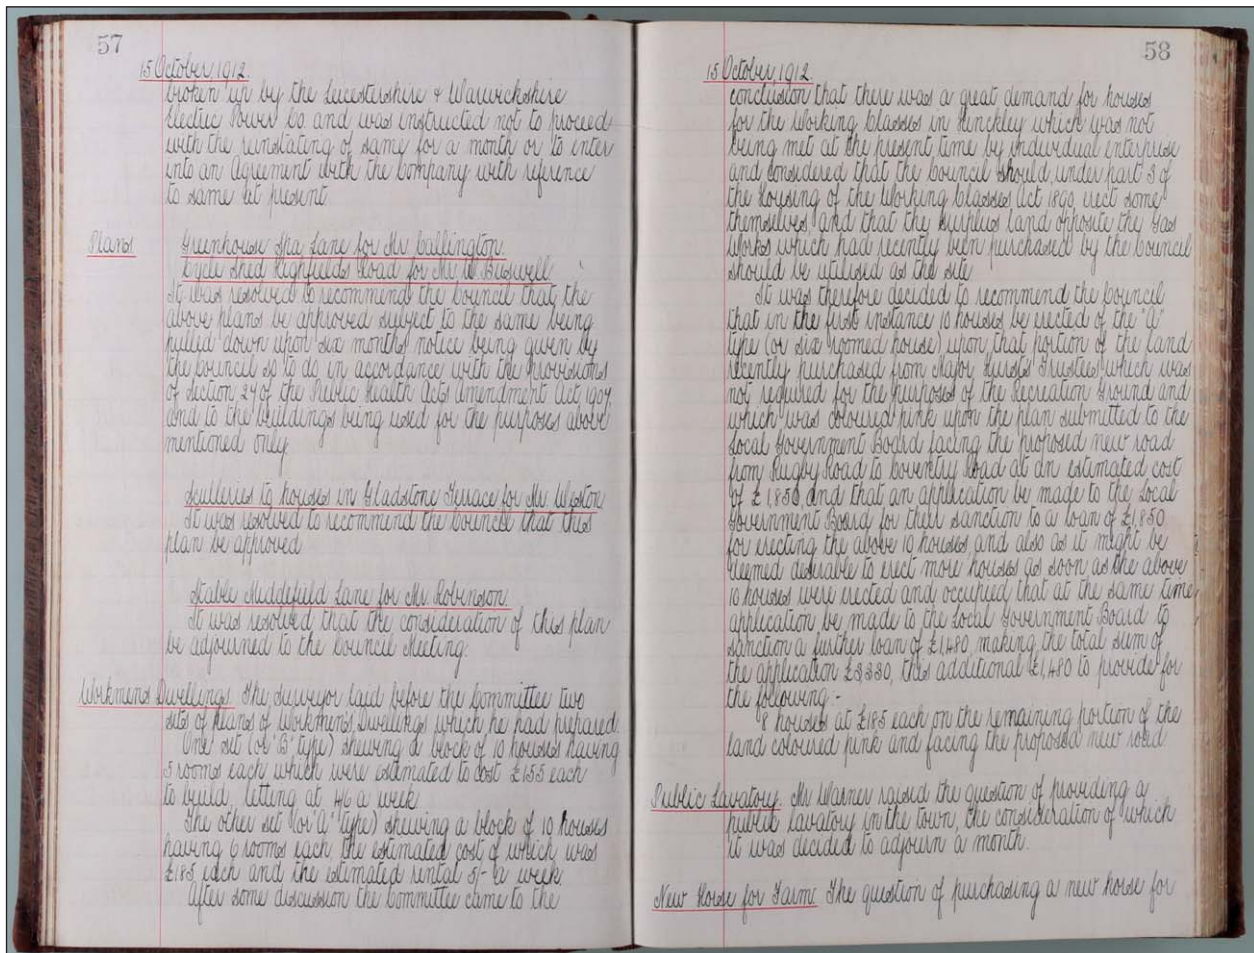 57
15 October 1912.
broken up by the Leicestershire & Warwickshire
Electric Power Co. and was instructed not to proceed
with the reinstating of same for a month or to enter
into an Agreement with the Company with reference
to same at present
Plans
Greenhouse Spa Lane for Mr Callington.
Cycle Shed Highfields Road for Mr W. Buswell
It was resolved to recommend the Council that the
above plans be approved subject to the same being
pulled down upon six months notice being given by
the Council so to do in accordance with the provisions
of Section 27 of the Public Health Acts Amendment Act, 1907
and to the buildings being used for the purposes above
mentioned only.
Sculleries to houses in Gladstone Terrace for Mr. Weston
It was resolved to recommend the Council that this
plan be approved
Stable Middlefield Lane for Mr Robinson.
It was resolved that the consideration of this plan
be adjourned to the Council Meeting.
Workmens Dwellings. The Surveyor laid before the Committee two
sets of plans of Workmens Dwellings which he had prepared.
One set (or "B" type) shewing a block of 10 houses having
5 rooms each which were estimated to cost £155 each
to build, letting at 4/6 a week.
The other set (or "A" type) shewing a block of 10 houses
having 6 rooms each, the estimated cost of which was
£185 each and the estimated rental 5/- a week.
After some discussion the Committee came to the
58
15 October 1912.
conclusion that there was a great demand for houses
for the Working Classes in Hinckley which was not
being met at the present time by individual enterprise
and considered that the Council should under part 3 of
the Housing of the Working Classes Act 1890, erect some
themselves, and that the surplus land opposite the Gas
Works which had recently been purchased by the Council
should be utilised as the site
It was therefore decided to recommend the Council
that in the first instance 10 houses be erected of the "A"
type (or six roomed house) upon that portion of the land
recently purchased from Major Hursts Trustees which was
not required for the purposes of the Recreation Ground and
which was coloured pink upon the plan submitted to the
Local Government Board facing the proposed new road
from Rugby Road to Coventry Road at an estimated cost
of £1,850, and that an application be made to the Local
Government Board for their sanction to a loan of £1,850
for erecting the above 10 houses, and also as it might be
deemed desirable to erect more houses as soon as the above
10 houses were erected and occupied that at the same time
application be made to the Local Government Board to
sanction a further loan of £1,480 making the total sum of
the application £3,330, this additional £1,480 to provide for
the following:-
8 houses at £185 each on the remaining portion of the
land coloured pink and facing the proposed new road
Public Lavatory. Mr Warner raised the question of providing a
public lavatory in the town, the consideration of which
it was decided to adjourn a month.
New Horse for Farm. The question of purchasing a new horse for